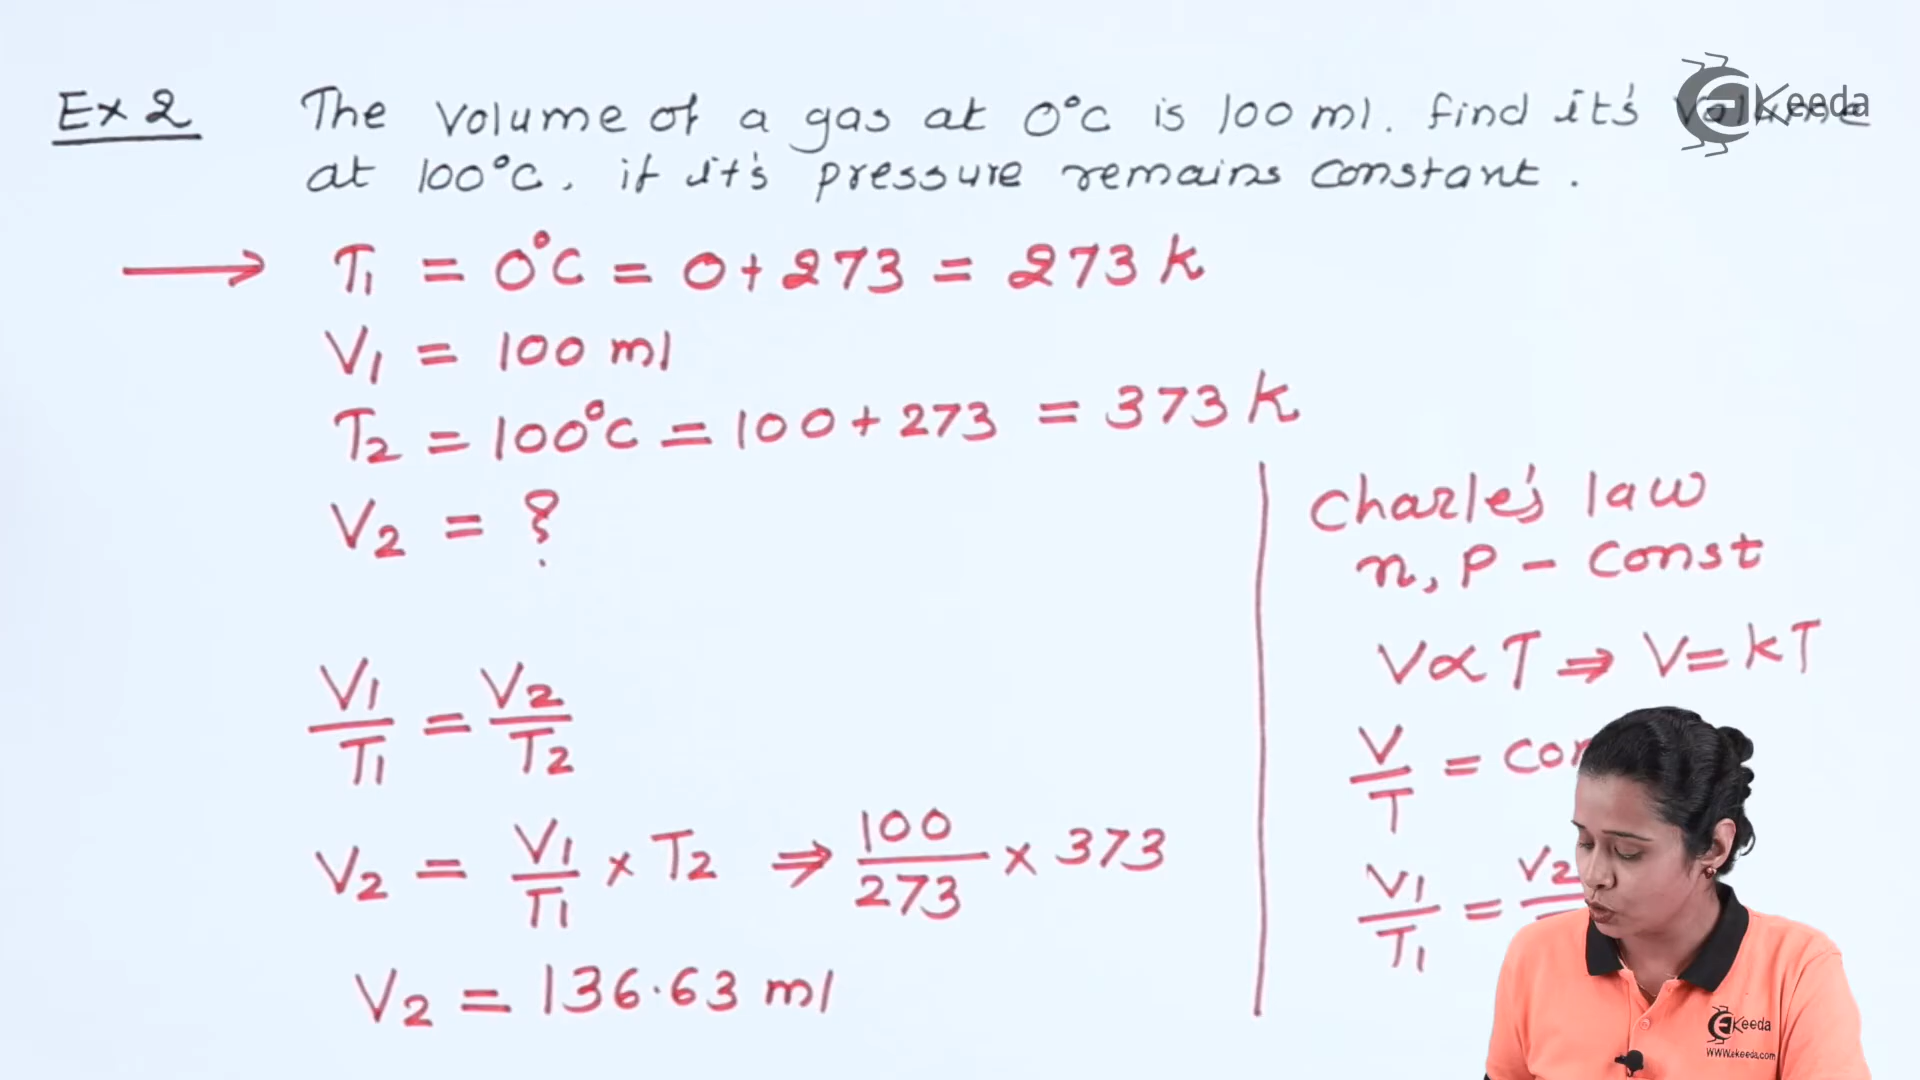 Ex 2 The volume of a gas at 0°C is 100 ml. find it's volume
at 100°C. if it's pressure remains constant.
→ T1 = 0°C = 0 + 273 = 273 k
V1 = 100 ml
T2 = 100°C = 100 + 273 = 373 k
V2 = ?
V1/T1 = V2/T2
V2 = V1/T1 × T2 ⇒ 100/273 × 373
V2 = 136.63 ml
Charle's law
n, P - Const
V∝T ⇒ V=kT
V/T =
V1/T1 = V2
Ekeeda
Ekeeda
www.ekeeda.com